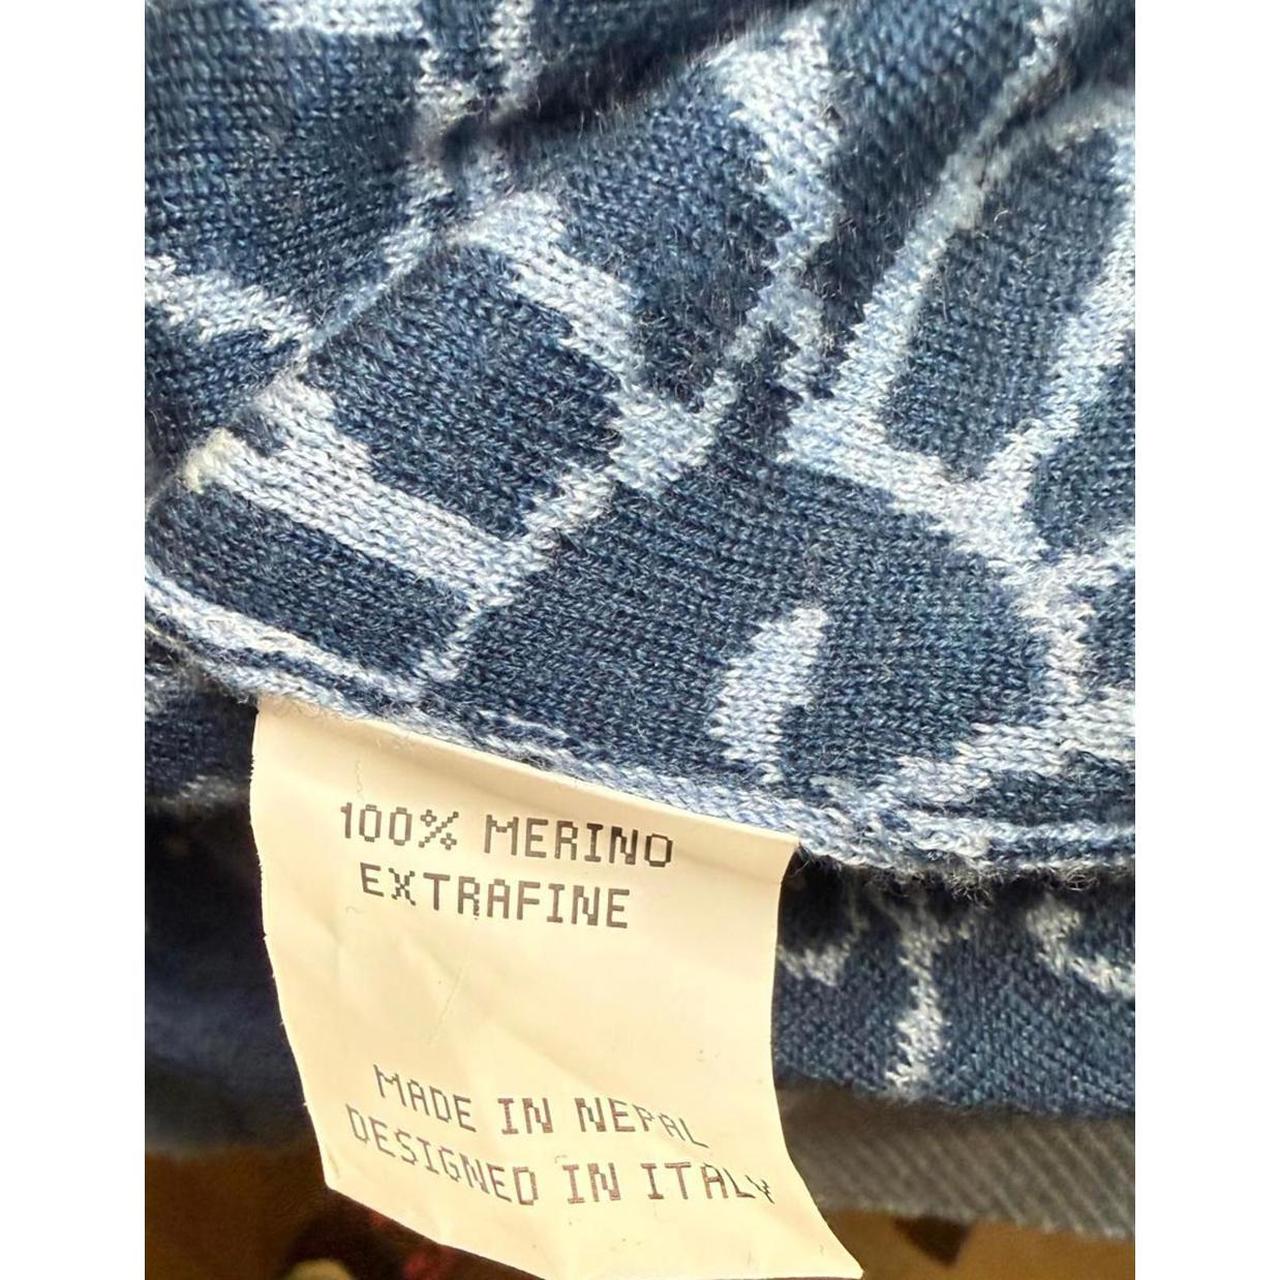 100% MERINO
EXTRAFINE
MADE IN NEPAL
DESIGNED IN ITALY